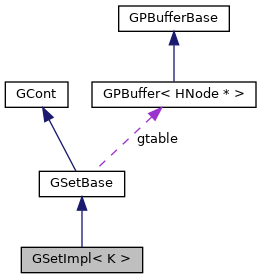 GPBufferBase
GCont
GPBuffer< HNode * >
gtable
GSetBase
GSetImpl< K >